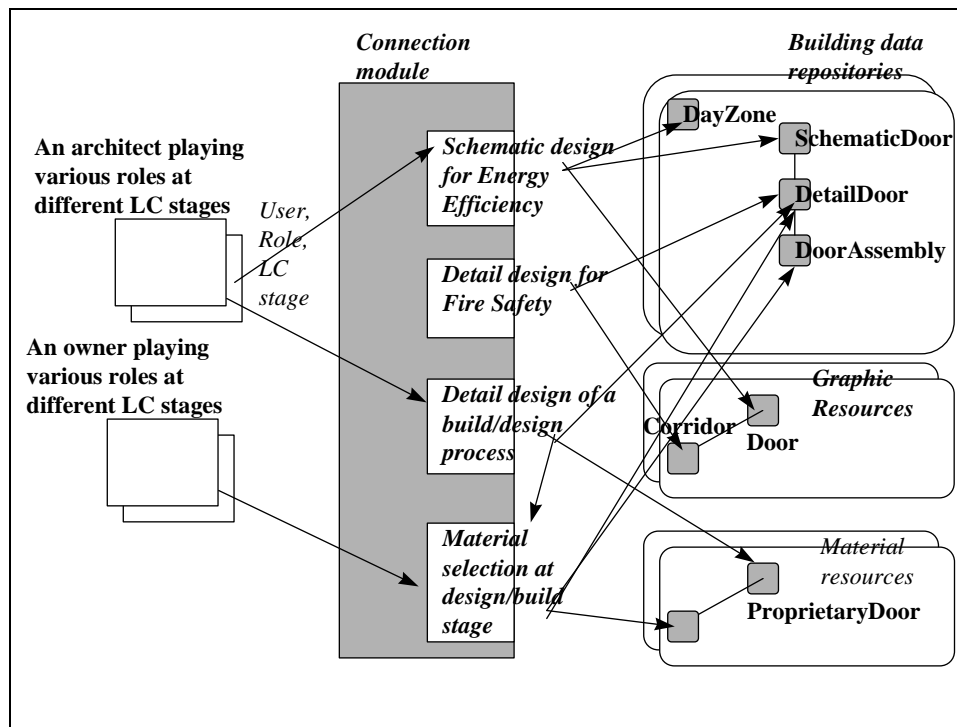 Connection
module
Building data
repositories
An architect playing
various roles at
different LC stages
User,
Role,
LC
stage
An owner playing
various roles at
different LC stages
Schematic design
for Energy
Efficiency
Detail design for
Fire Safety
Detail design of a
build/design
process
Material
selection at
design/build
stage
DayZone
SchematicDoor
DetailDoor
DoorAssembly
Graphic
Resources
Corridor
Door
Material
resources
ProprietaryDoor